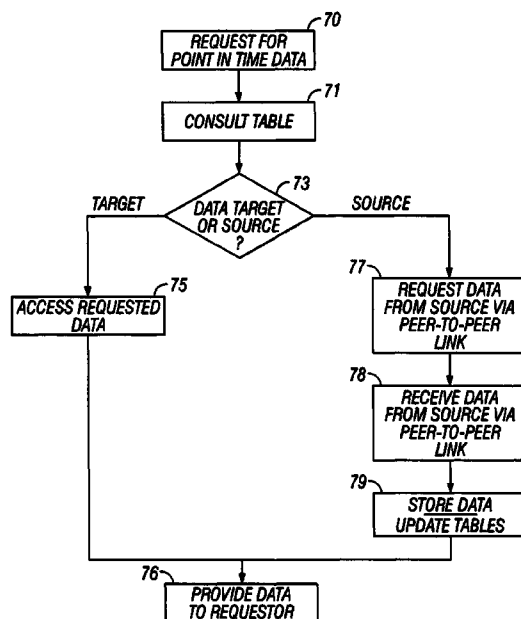 70
REQUEST FOR
POINT IN TIME DATA
71
CONSULT TABLE
73
TARGET
DATA TARGET
OR SOURCE
?
SOURCE
75
ACCESS REQUESTED
DATA
77
REQUEST DATA
FROM SOURCE VIA
PEER-TO-PEER
LINK
78
RECEIVE DATA
FROM SOURCE VIA
PEER-TO-PEER
LINK
79
STORE DATA
UPDATE TABLES
76
PROVIDE DATA
TO REQUESTOR